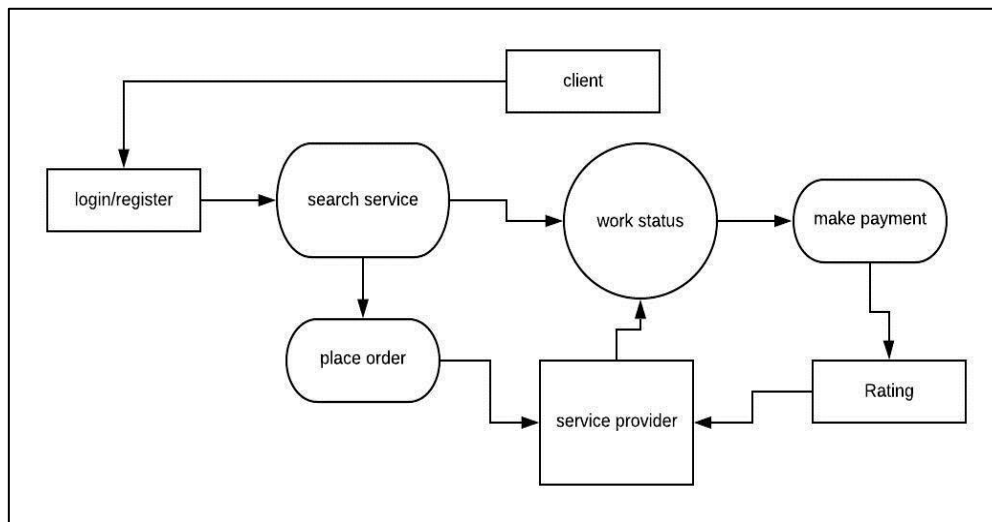 client
login/register
search service
work status
make payment
place order
service provider
Rating